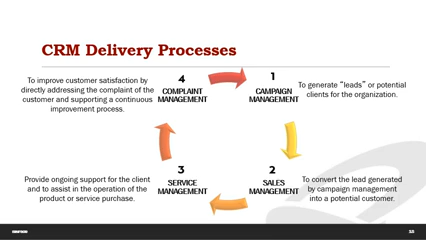 CRM Delivery Processes
4
COMPLAINT
MANAGEMENT
To improve customer satisfaction by
directly addressing the complaint of the
customer and supporting a continuous
improvement process.
1
CAMPAIGN
MANAGEMENT
To generate “leads” or potential
clients for the organization.
3
SERVICE
MANAGEMENT
Provide ongoing support for the client
and to assist in the operation of the
product or service purchase.
2
SALES
MANAGEMENT
To convert the lead generated
by campaign management
into a potential customer.